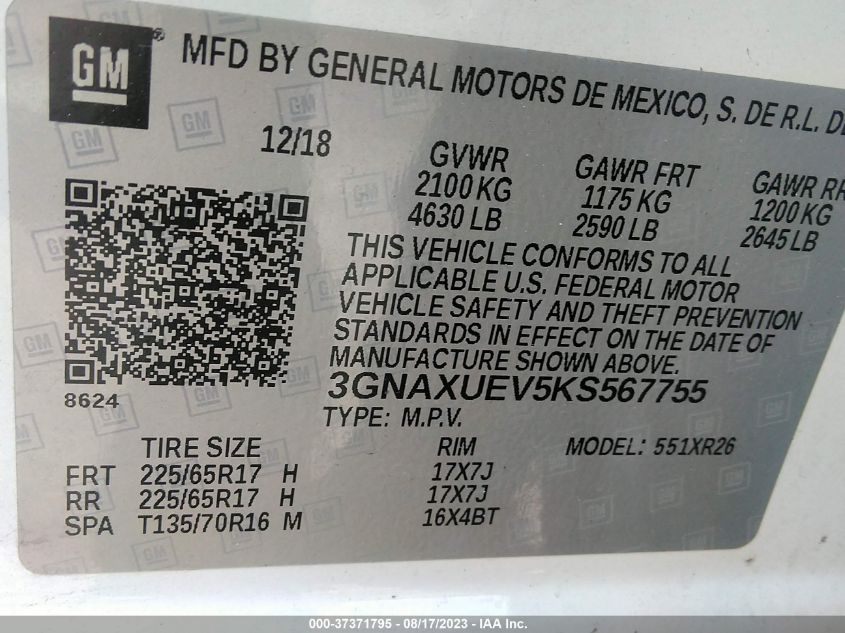 GM ® MFD BY GENERAL MOTORS DE MEXICO, S. DE R.L. DE
12/18 GVWR GAWR FRT GAWR RR
2100 KG 1175 KG 1200 KG
4630 LB 2590 LB 2645 LB
THIS VEHICLE CONFORMS TO ALL
APPLICABLE U.S. FEDERAL MOTOR
VEHICLE SAFETY AND THEFT PREVENTION
STANDARDS IN EFFECT ON THE DATE OF
MANUFACTURE SHOWN ABOVE.
8624 3GNAXUEV5KS567755
TYPE: M.P.V.
TIRE SIZE RIM MODEL: 551XR26
FRT 225/65R17 H 17X7J
RR 225/65R17 H 17X7J
SPA T135/70R16 M 16X4BT
000-37371795 - 08/17/2023 - IAA Inc.